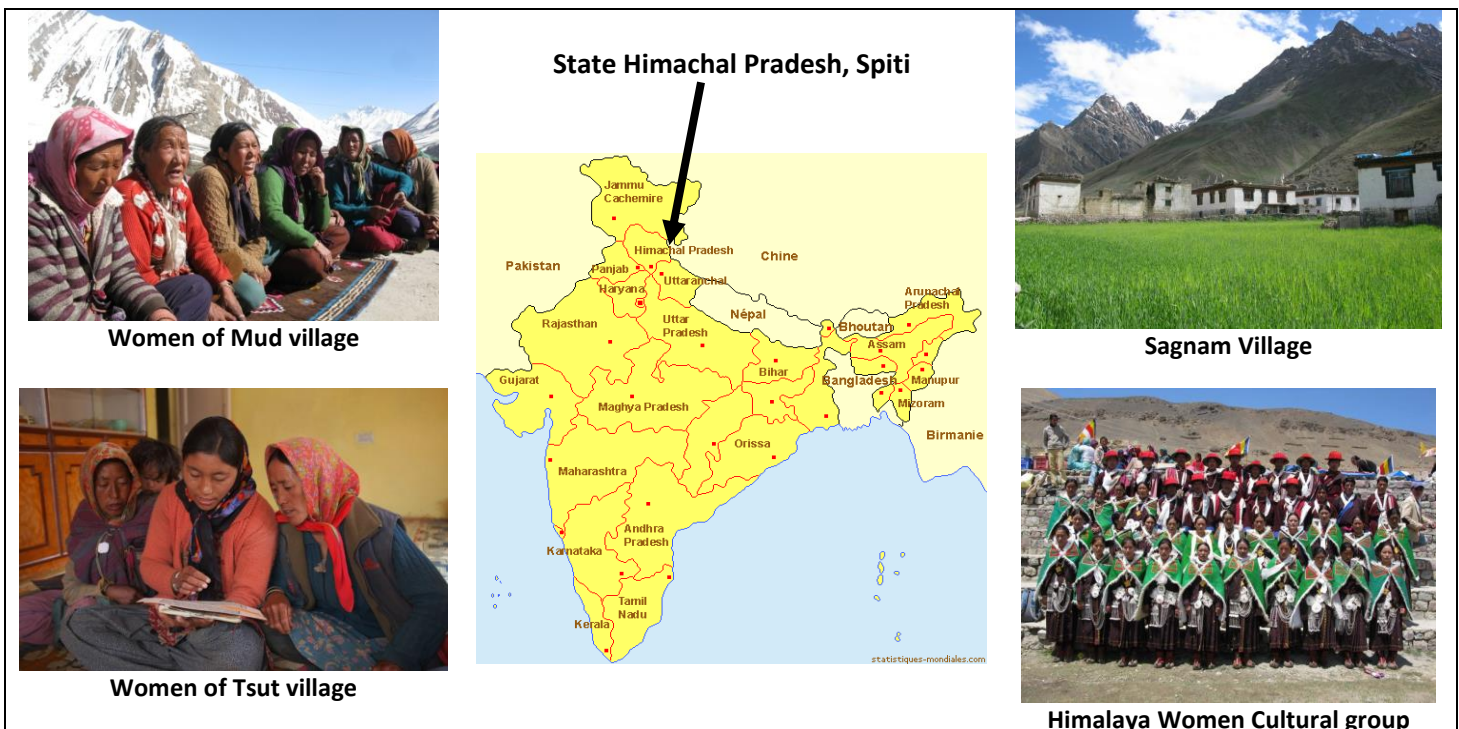 State Himachal Pradesh, Spiti
Women of Mud village
Sagnam Village
Women of Tsut village
Himalaya Women Cultural group
Jammu
Cachemire
Himachal Pradesh
Chine
Pakistan
Panjab
Uttaranchal
Haryana
Arunachal
Pradesh
Népal
Rajasthan
Uttar
Pradesh
Bhoutan
Assam
Bihar
Gujarat
Bangladesh
Manupur
Maghya Pradesh
Mizoram
Birmanie
Orissa
Maharashtra
Andhra
Pradesh
Karnataka
Tamil
Nadu
Kerala
statistiques-mondiales.com